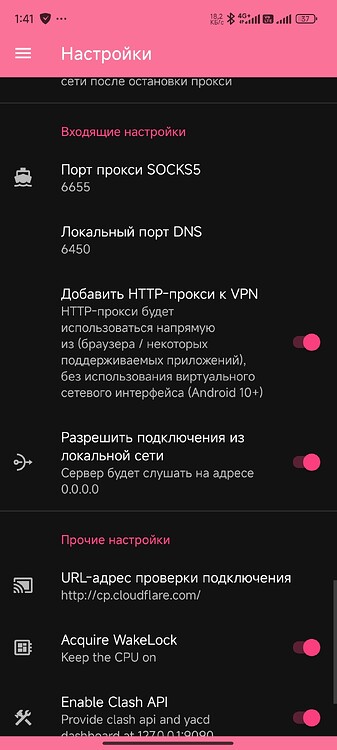 1:41
18,2
КБ/с
4G+
37
Настройки
сети после остановки прокси
Входящие настройки
Порт прокси SOCKS5
6655
Локальный порт DNS
6450
Добавить HTTP-прокси к VPN
HTTP-прокси будет
использоваться напрямую
из (браузера / некоторых
поддерживаемых приложений),
без использования виртуального
сетевого интерфейса (Android 10+)
Разрешить подключения из
локальной сети
Сервер будет слушать на адресе
0.0.0.0
Прочие настройки
URL-адрес проверки подключения
http://cp.cloudflare.com/
Acquire WakeLock
Keep the CPU on
Enable Clash API
Provide clash api and yacd
dashboard at 127.0.0.1:9090